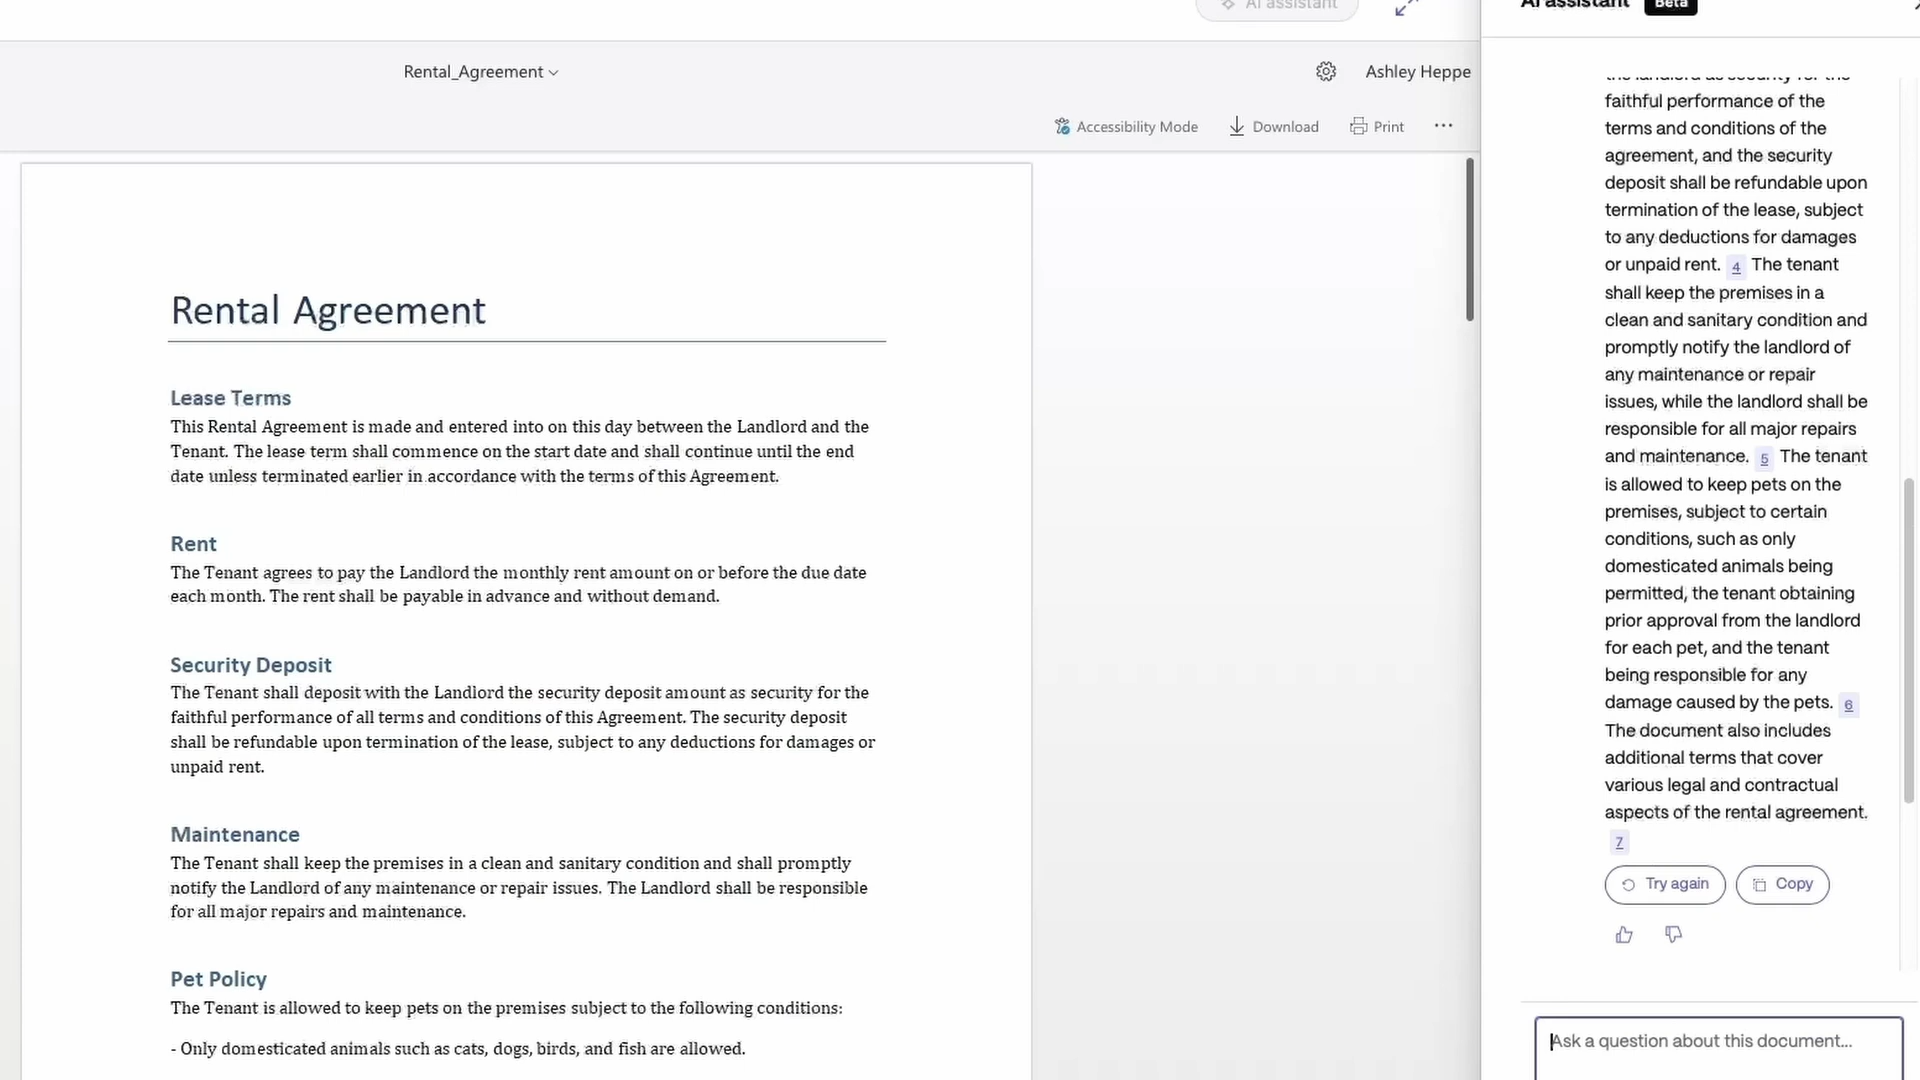 AI assistant
AI assistant Beta
Rental_Agreement
Ashley Heppe
Accessibility Mode
Download
Print
Rental Agreement
Lease Terms
This Rental Agreement is made and entered into on this day between the Landlord and the
Tenant. The lease term shall commence on the start date and shall continue until the end
date unless terminated earlier in accordance with the terms of this Agreement.
Rent
The Tenant agrees to pay the Landlord the monthly rent amount on or before the due date
each month. The rent shall be payable in advance and without demand.
Security Deposit
The Tenant shall deposit with the Landlord the security deposit amount as security for the
faithful performance of all terms and conditions of this Agreement. The security deposit
shall be refundable upon termination of the lease, subject to any deductions for damages or
unpaid rent.
Maintenance
The Tenant shall keep the premises in a clean and sanitary condition and shall promptly
notify the Landlord of any maintenance or repair issues. The Landlord shall be responsible
for all major repairs and maintenance.
Pet Policy
The Tenant is allowed to keep pets on the premises subject to the following conditions:
- Only domesticated animals such as cats, dogs, birds, and fish are allowed.
the landlord as security for the
faithful performance of the
terms and conditions of the
agreement, and the security
deposit shall be refundable upon
termination of the lease, subject
to any deductions for damages
or unpaid rent. 4 The tenant
shall keep the premises in a
clean and sanitary condition and
promptly notify the landlord of
any maintenance or repair
issues, while the landlord shall be
responsible for all major repairs
and maintenance. 5 The tenant
is allowed to keep pets on the
premises, subject to certain
conditions, such as only
domesticated animals being
permitted, the tenant obtaining
prior approval from the landlord
for each pet, and the tenant
being responsible for any
damage caused by the pets. 6
The document also includes
additional terms that cover
various legal and contractual
aspects of the rental agreement.
7
Try again
Copy
Ask a question about this document...